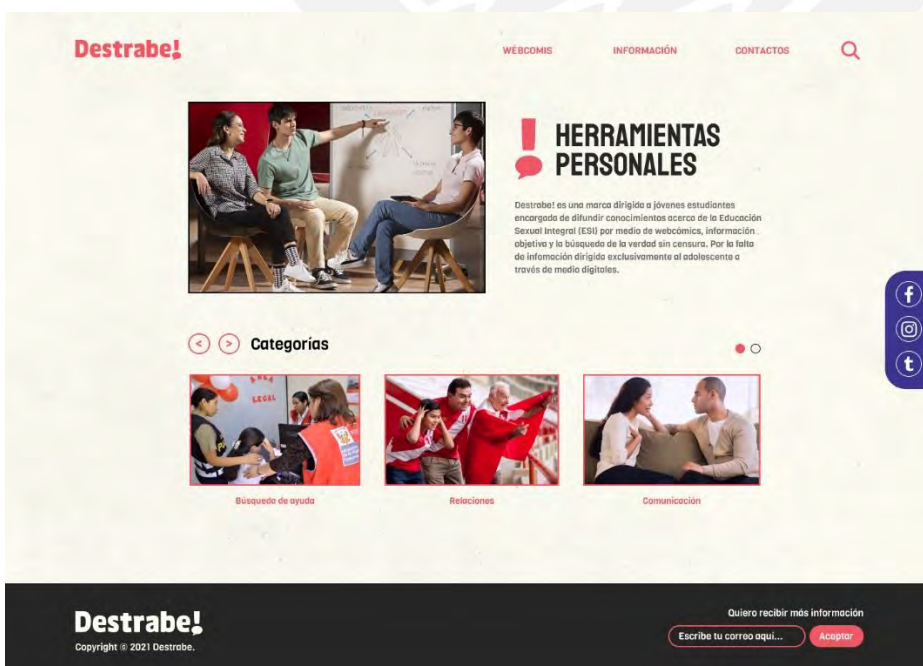 Destrabe!
WÉBCOMIS INFORMACIÓN CONTACTOS
HERRAMIENTAS
PERSONALES
Destrabe! es una marca dirigida a jóvenes estudiantes
encargada de difundir conocimientos acerca de la Educación
Sexual Integral (ESI) por medio de webcómics, información
objetiva y la búsqueda de la verdad sin censura. Por la falta
de infomación dirigida exclusivamente al adolescente a
través de medio digitales.
< > Categorías
LEGAL
Búsqueda de ayuda Relaciones Comunicación
Destrabe!
Copyright © 2021 Destrabe.
Quiero recibir más información
Escribe tu correo aquí... Aceptar